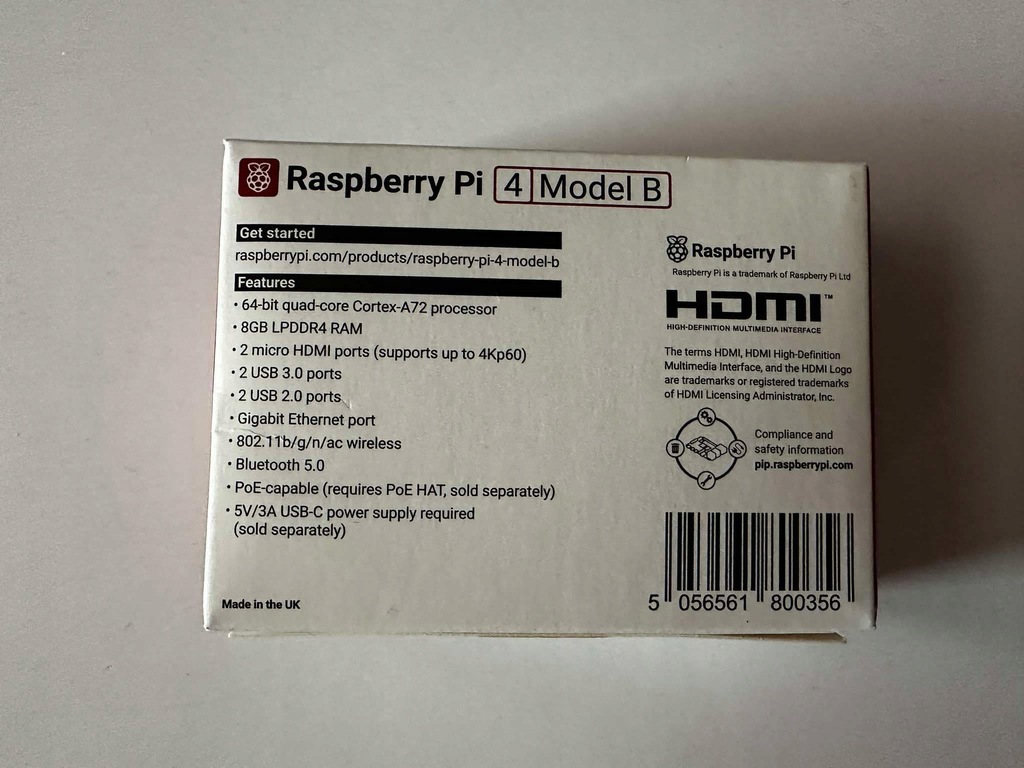 Raspberry Pi 4 Model B
Get started
raspberrypi.com/products/raspberry-pi-4-model-b
Features
• 64-bit quad-core Cortex-A72 processor
• 8GB LPDDR4 RAM
• 2 micro HDMI ports (supports up to 4Kp60)
• 2 USB 3.0 ports
• 2 USB 2.0 ports
• Gigabit Ethernet port
• 802.11b/g/n/ac wireless
• Bluetooth 5.0
• PoE-capable (requires PoE HAT, sold separately)
• 5V/3A USB-C power supply required
(sold separately)
Made in the UK
Raspberry Pi
Raspberry Pi is a trademark of Raspberry Pi Ltd
HDMI™
HIGH-DEFINITION MULTIMEDIA INTERFACE
The terms HDMI, HDMI High-Definition
Multimedia Interface, and the HDMI Logo
are trademarks or registered trademarks
of HDMI Licensing Administrator, Inc.
Compliance and
safety information
pip.raspberrypi.com
5 056561 800356